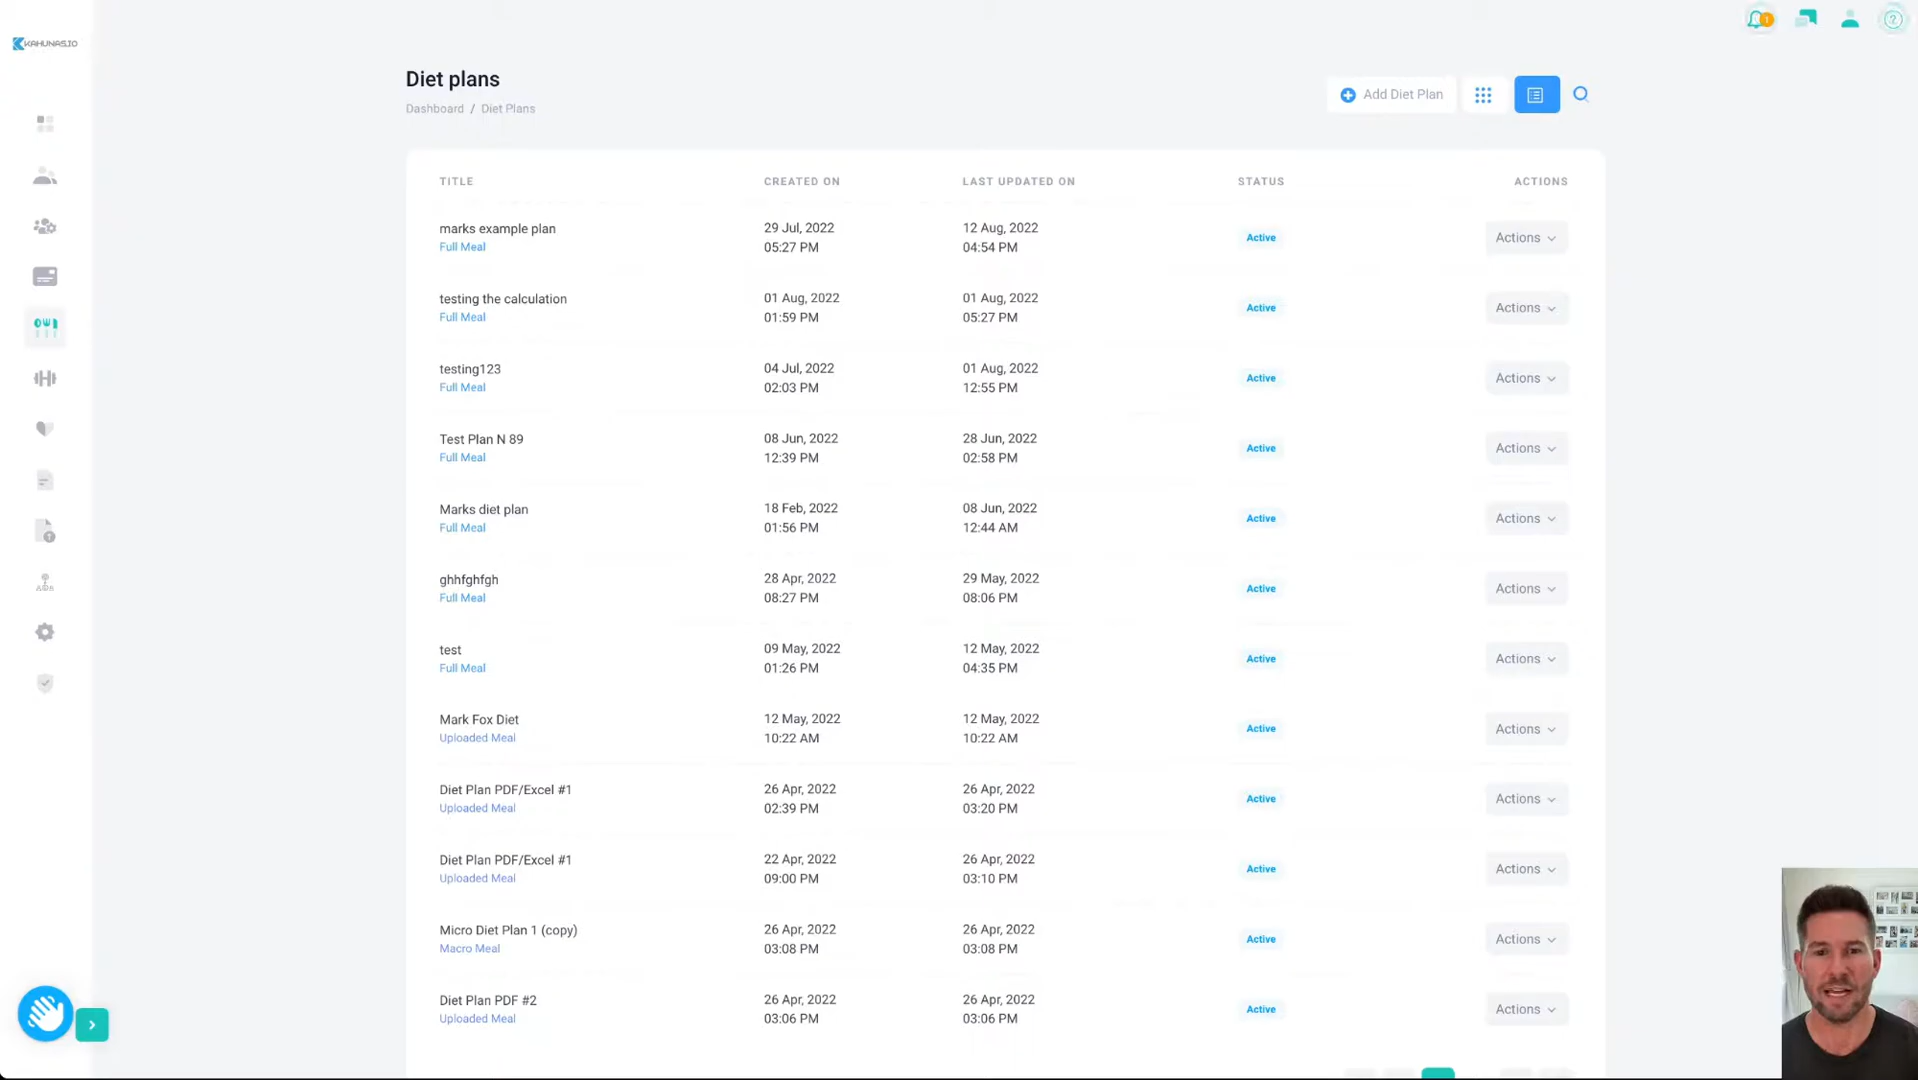 KAHUNAS.IO
1
?
Diet plans
Dashboard / Diet Plans
Add Diet Plan
TITLE CREATED ON LAST UPDATED ON STATUS ACTIONS
marks example plan 29 Jul, 2022 12 Aug, 2022 Active Actions
Full Meal 05:27 PM 04:54 PM
testing the calculation 01 Aug, 2022 01 Aug, 2022 Active Actions
Full Meal 01:59 PM 05:27 PM
testing123 04 Jul, 2022 01 Aug, 2022 Active Actions
Full Meal 02:03 PM 12:55 PM
Test Plan N 89 08 Jun, 2022 28 Jun, 2022 Active Actions
Full Meal 12:39 PM 02:58 PM
Marks diet plan 18 Feb, 2022 08 Jun, 2022 Active Actions
Full Meal 01:56 PM 12:44 AM
ghhfghfgh 28 Apr, 2022 29 May, 2022 Active Actions
Full Meal 08:27 PM 08:06 PM
test 09 May, 2022 12 May, 2022 Active Actions
Full Meal 01:26 PM 04:35 PM
Mark Fox Diet 12 May, 2022 12 May, 2022 Active Actions
Uploaded Meal 10:22 AM 10:22 AM
Diet Plan PDF/Excel #1 26 Apr, 2022 26 Apr, 2022 Active Actions
Uploaded Meal 02:39 PM 03:20 PM
Diet Plan PDF/Excel #1 22 Apr, 2022 26 Apr, 2022 Active Actions
Uploaded Meal 09:00 PM 03:10 PM
Micro Diet Plan 1 (copy) 26 Apr, 2022 26 Apr, 2022 Active Actions
Macro Meal 03:08 PM 03:08 PM
Diet Plan PDF #2 26 Apr, 2022 26 Apr, 2022 Active Actions
Uploaded Meal 03:06 PM 03:06 PM